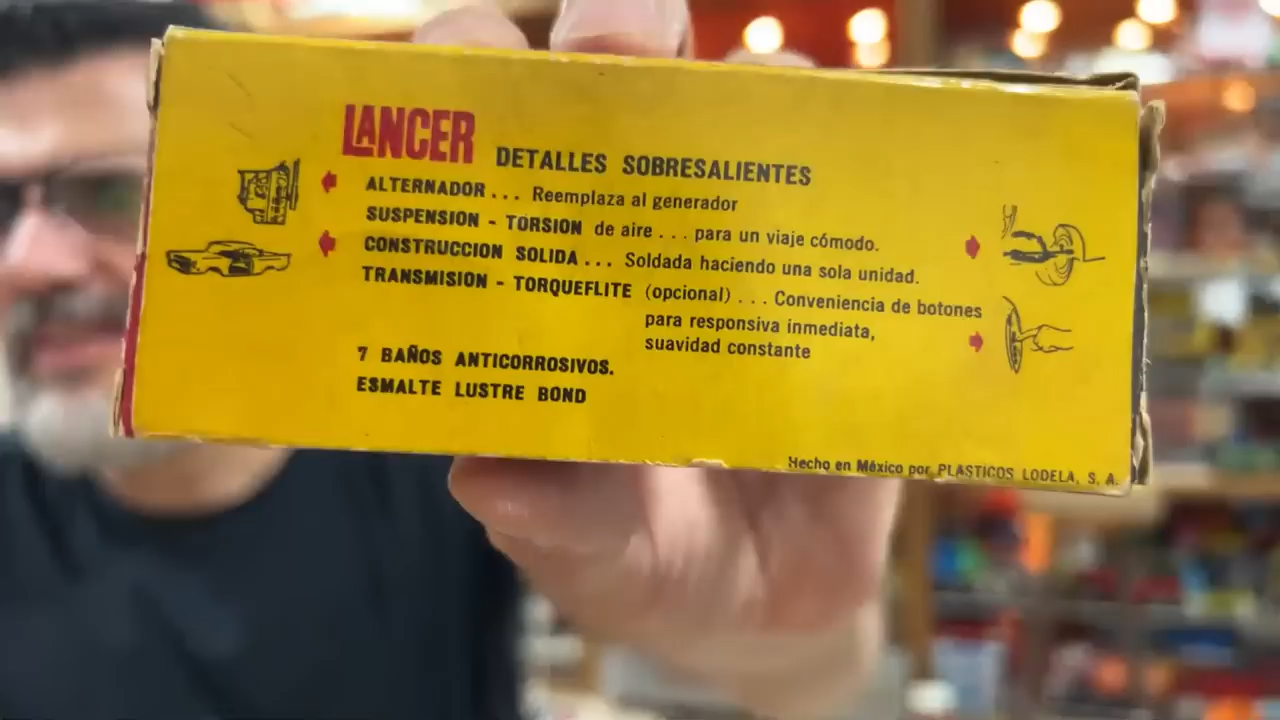 LANCER DETALLES SOBRESALIENTES
ALTERNADOR... Reemplaza al generador
SUSPENSION - TORSION de aire... para un viaje cómodo.
CONSTRUCCION SOLIDA... Soldada haciendo una sola unidad.
TRANSMISION - TORQUEFLITE (opcional)... Conveniencia de botones
para responsiva inmediata,
suavidad constante
7 BAÑOS ANTICORROSIVOS.
ESMALTE LUSTRE BOND
Hecho en México por PLASTICOS LODELA, S. A.